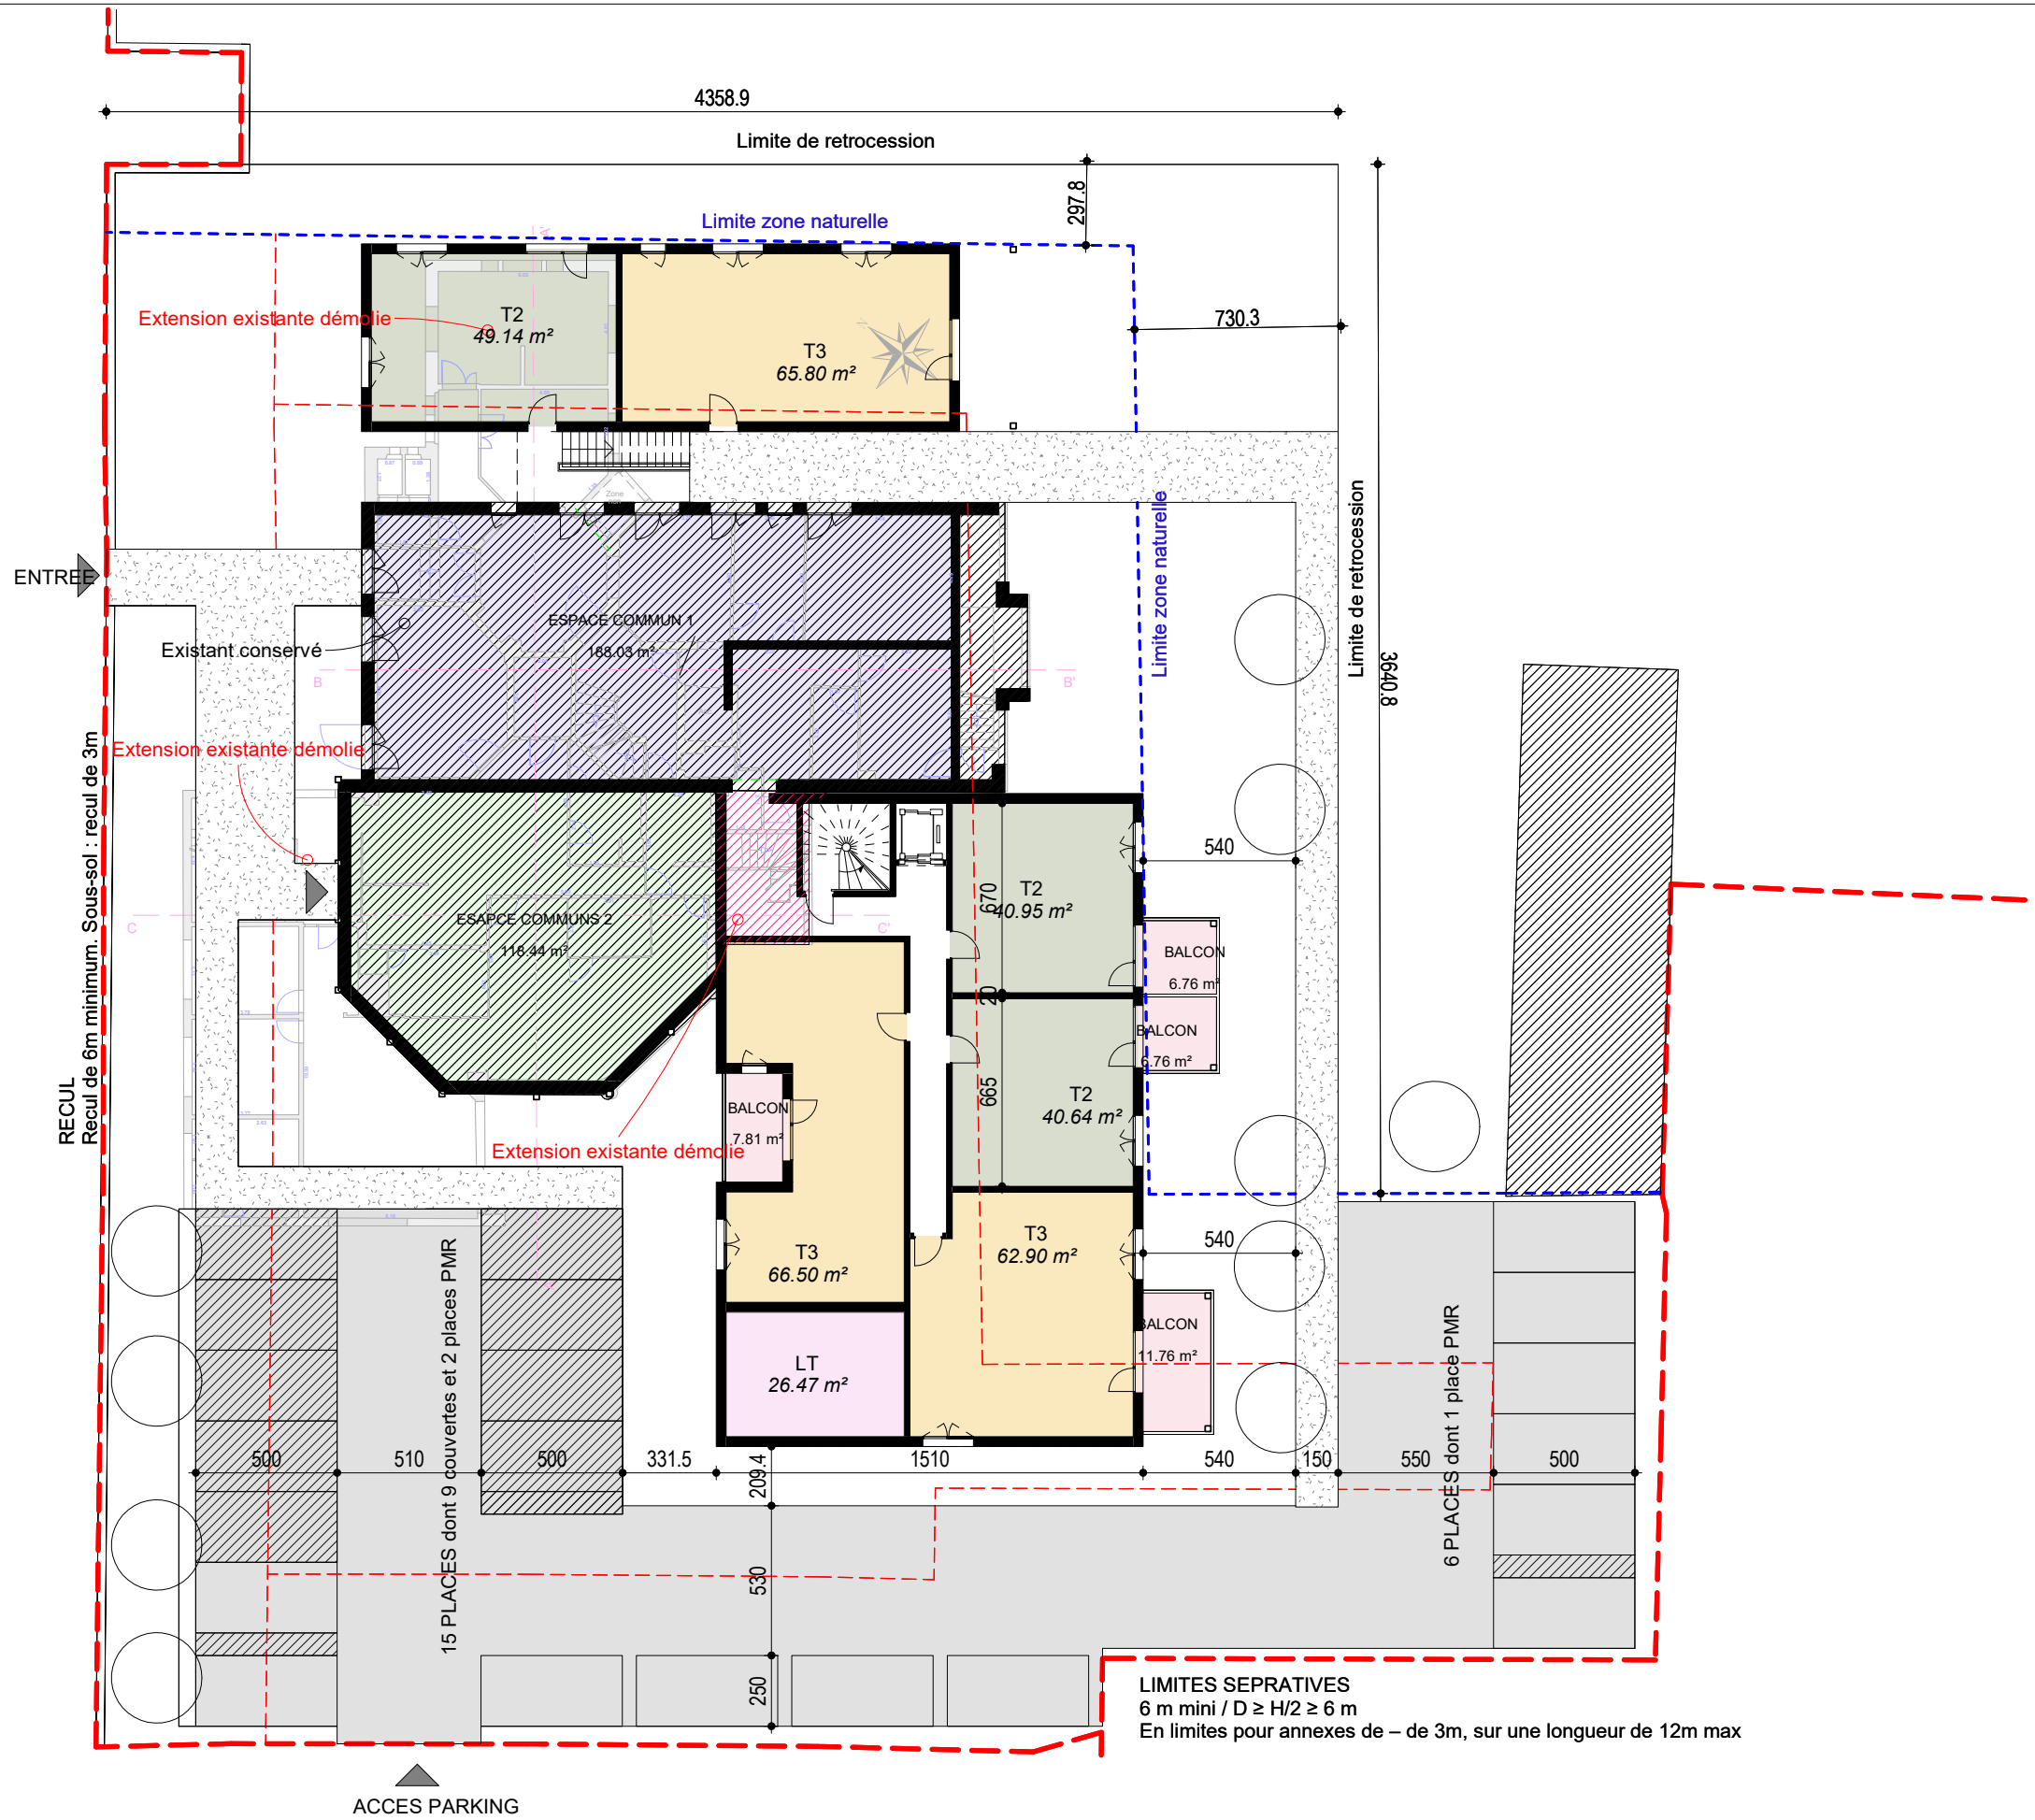 4358.9
Limite de retrocession
297.8
Limite zone naturelle
A'
Extension existante démolie
T2
49.14 m²
730.3
T3
65.80 m²
Zone
Limite zone naturelle
Limite de retrocession
3640.8
ENTREE
ESPACE COMMUN 1
188.03 m²
Existant conservé
B
B'
Extension existante démolie
RECUL
Recul de 6m minimum. Sous-sol : recul de 3m
540
T2
40.95 m²
670
ESAPCE COMMUNS 2
118.44 m²
C
C'
BALCON
6.76 m²
20
BALCON
6.76 m²
665
T2
40.64 m²
BALCON
7.81 m²
Extension existante démolie
T3
66.50 m²
T3
62.90 m²
540
BALCON
11.76 m²
LT
26.47 m²
15 PLACES dont 9 couvertes et 2 places PMR
6 PLACES dont 1 place PMR
500
510
500
331.5
209.4
1510
540
150
550
500
530
250
LIMITES SEPRATIVES
6 m mini / D ≥ H/2 ≥ 6 m
En limites pour annexes de – de 3m, sur une longueur de 12m max
ACCES PARKING